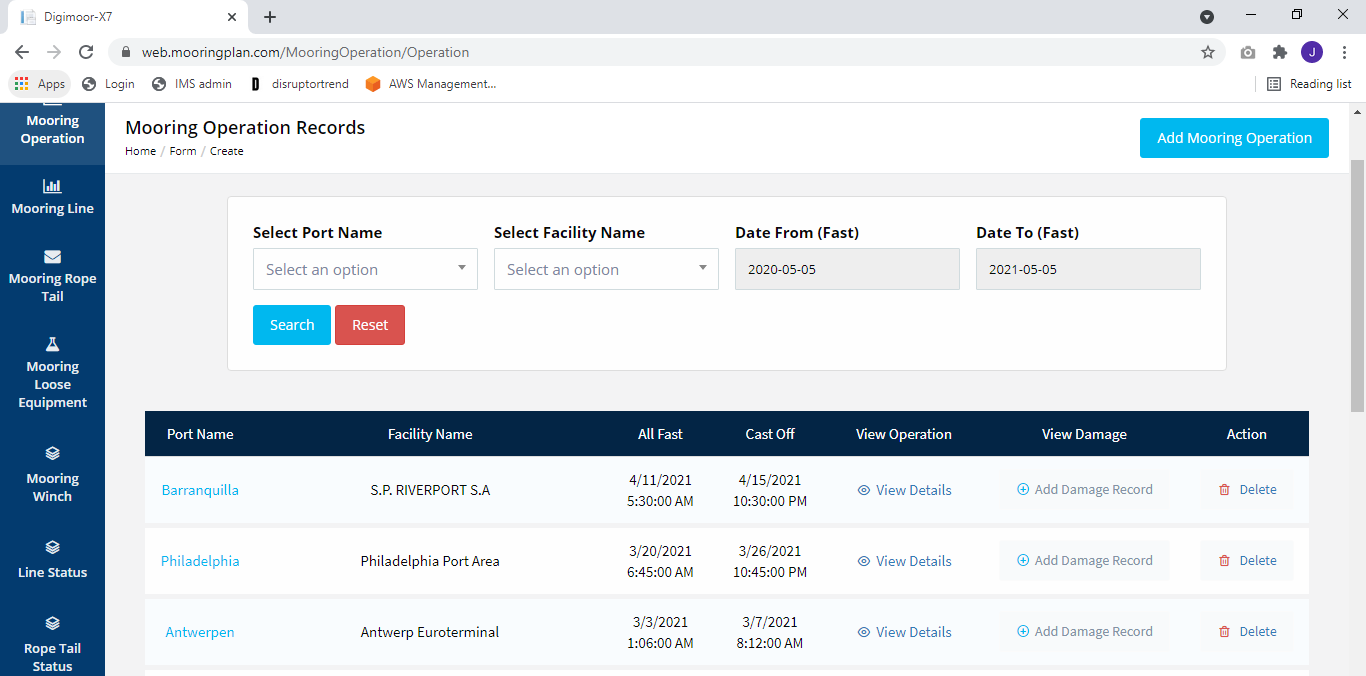 Digimoor-X7
web.mooringplan.com/MooringOperation/Operation
J
Apps
Login
IMS admin
D
disruptortrend
AWS Management...
Reading list
Mooring
Operation
Mooring Line
Mooring Rope
Tail
Mooring
Loose
Equipment
Mooring
Winch
Line Status
Rope Tail
Status
Mooring Operation Records
Home / Form / Create
Add Mooring Operation
Select Port Name
Select Facility Name
Date From (Fast)
Date To (Fast)
Select an option
Select an option
2020-05-05
2021-05-05
Search
Reset
Port Name Facility Name All Fast Cast Off View Operation View Damage Action
Barranquilla S.P. RIVERPORT S.A 4/11/2021 5:30:00 AM 4/15/2021 10:30:00 PM View Details Add Damage Record Delete
Philadelphia Philadelphia Port Area 3/20/2021 6:45:00 AM 3/26/2021 10:45:00 PM View Details Add Damage Record Delete
Antwerpen Antwerp Euroterminal 3/3/2021 1:06:00 AM 3/7/2021 8:12:00 AM View Details Add Damage Record Delete